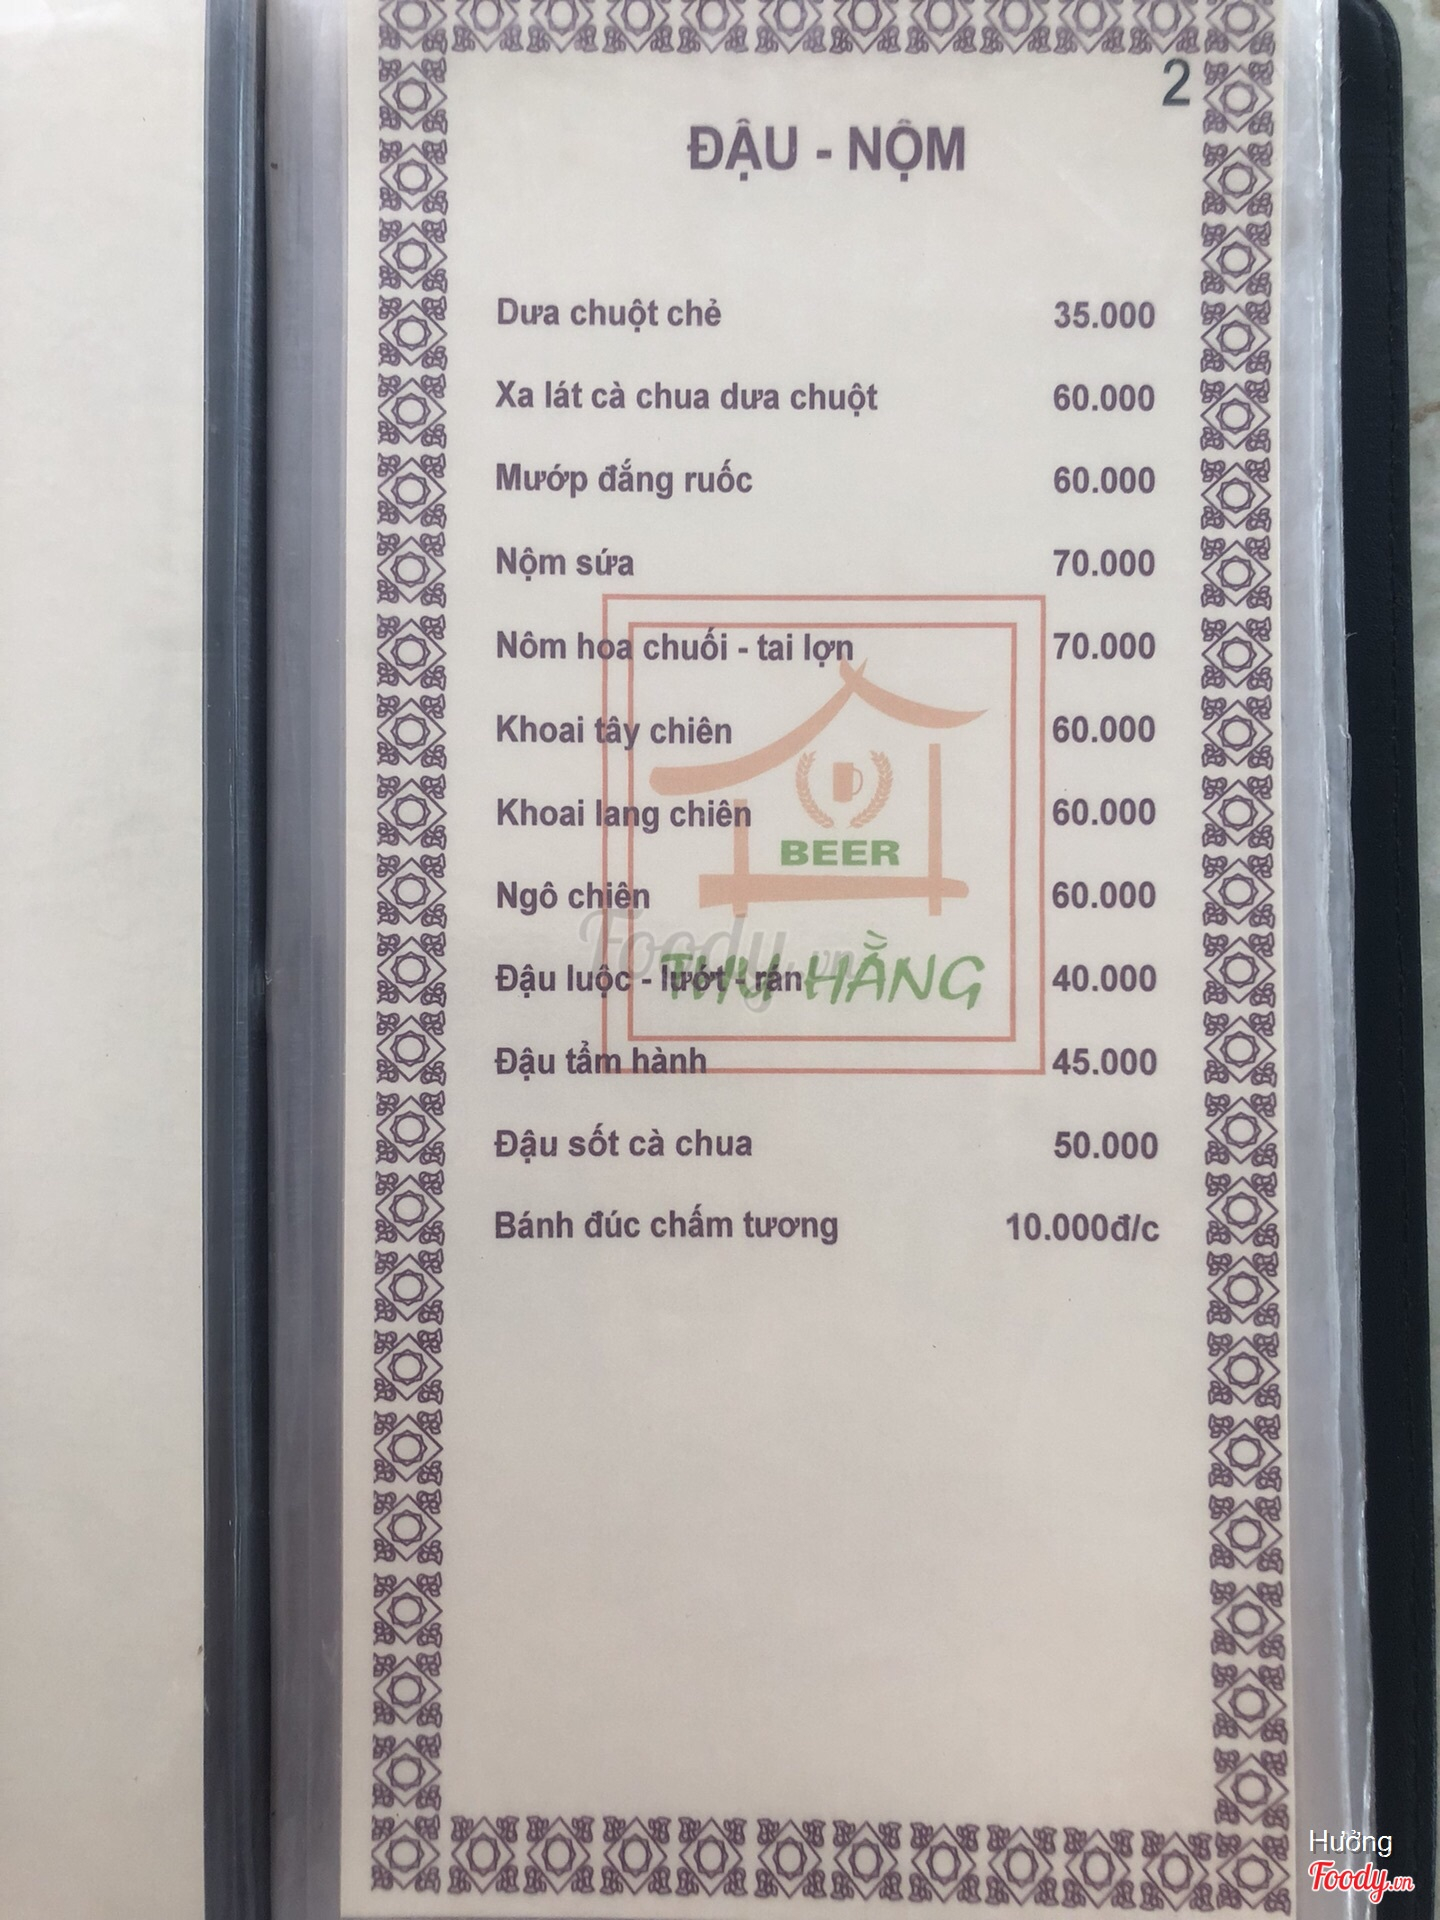 2
ĐẬU - NỘM
Dưa chuột chẻ 35.000
Xa lát cà chua dưa chuột 60.000
Mướp đắng ruốc 60.000
Nộm sứa 70.000
Nôm hoa chuối - tai lợn 70.000
Khoai tây chiên 60.000
Khoai lang chiên 60.000
BEER
Ngô chiên 60.000
Foody.vn
THU HẰNG
Đậu luộc - lướt - rán 40.000
Đậu tẩm hành 45.000
Đậu sốt cà chua 50.000
Bánh đúc chấm tương 10.000đ/c
Hưởng
Foody.vn